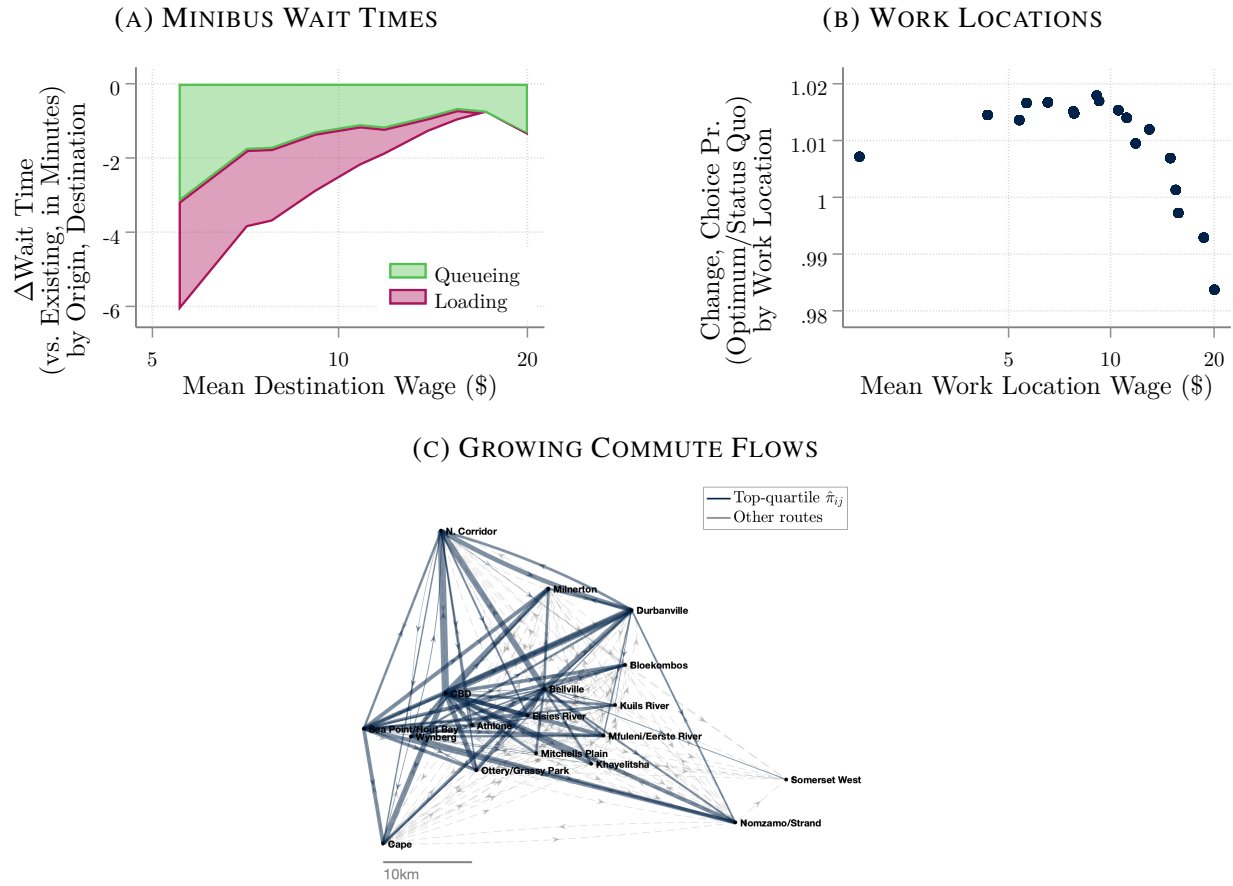 (A) MINIBUS WAIT TIMES
ΔWait Time
(vs. Existing, in Minutes)
by Origin, Destination
0
-2
-4
-6
Queueing
Loading
5
10
20
Mean Destination Wage ($)
(B) WORK LOCATIONS
Change, Choice Pr.
(Optimum/Status Quo)
by Work Location
1.02
1.01
1
.99
.98
5
10
20
Mean Work Location Wage ($)
(C) GROWING COMMUTE FLOWS
Top-quartile π̂ij
Other routes
N. Corridor
Milnerton
Durbanville
Bloekombos
Bellville
CBD
Kuils River
Elsies River
Athlone
Sea Point/Hout Bay
Wynberg
Mfuleni/Eerste River
Mitchells Plain
Khayelitsha
Ottery/Grassy Park
Somerset West
Nomzamo/Strand
Cape
10km